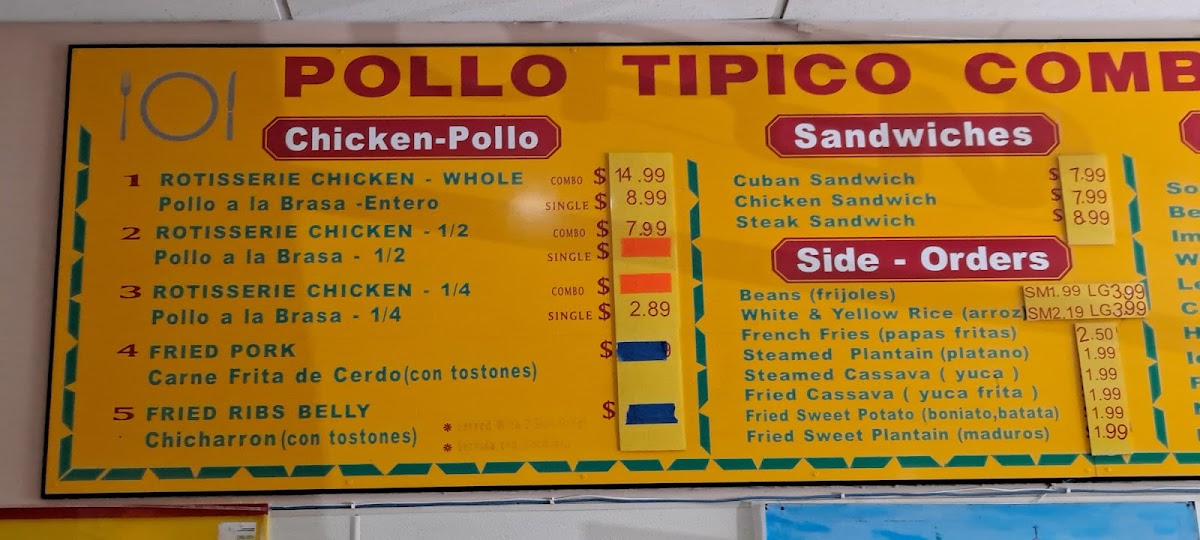 POLLO TIPICO COMB
Chicken-Pollo
1 ROTISSERIE CHICKEN - WHOLE COMBO $ 14.99
Pollo a la Brasa -Entero SINGLE $ 8.99
2 ROTISSERIE CHICKEN - 1/2 COMBO $ 7.99
Pollo a la Brasa - 1/2 SINGLE $
3 ROTISSERIE CHICKEN - 1/4 COMBO $
Pollo a la Brasa - 1/4 SINGLE $ 2.89
4 FRIED PORK $
Carne Frita de Cerdo(con tostones)
5 FRIED RIBS BELLY $
Chicharron(con tostones)
Sandwiches
Cuban Sandwich $ 7.99
Chicken Sandwich $ 7.99
Steak Sandwich $ 8.99
Side - Orders
Beans (frijoles) SM1.99 LG3.99
White & Yellow Rice (arroz SM2.19 LG3.99
French Fries (papas fritas) 2.50
Steamed Plantain (platano) 1.99
Steamed Cassava ( yuca ) 1.99
Fried Cassava ( yuca frita ) 1.99
Fried Sweet Potato (boniato,batata) 1.99
Fried Sweet Plantain (maduros) 1.99